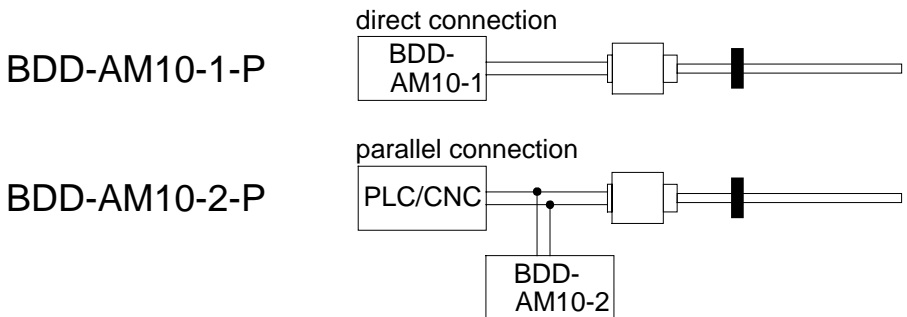 direct connection
BDD-AM10-1-P
BDD-
AM10-1
parallel connection
BDD-AM10-2-P
PLC/CNC
BDD-
AM10-2